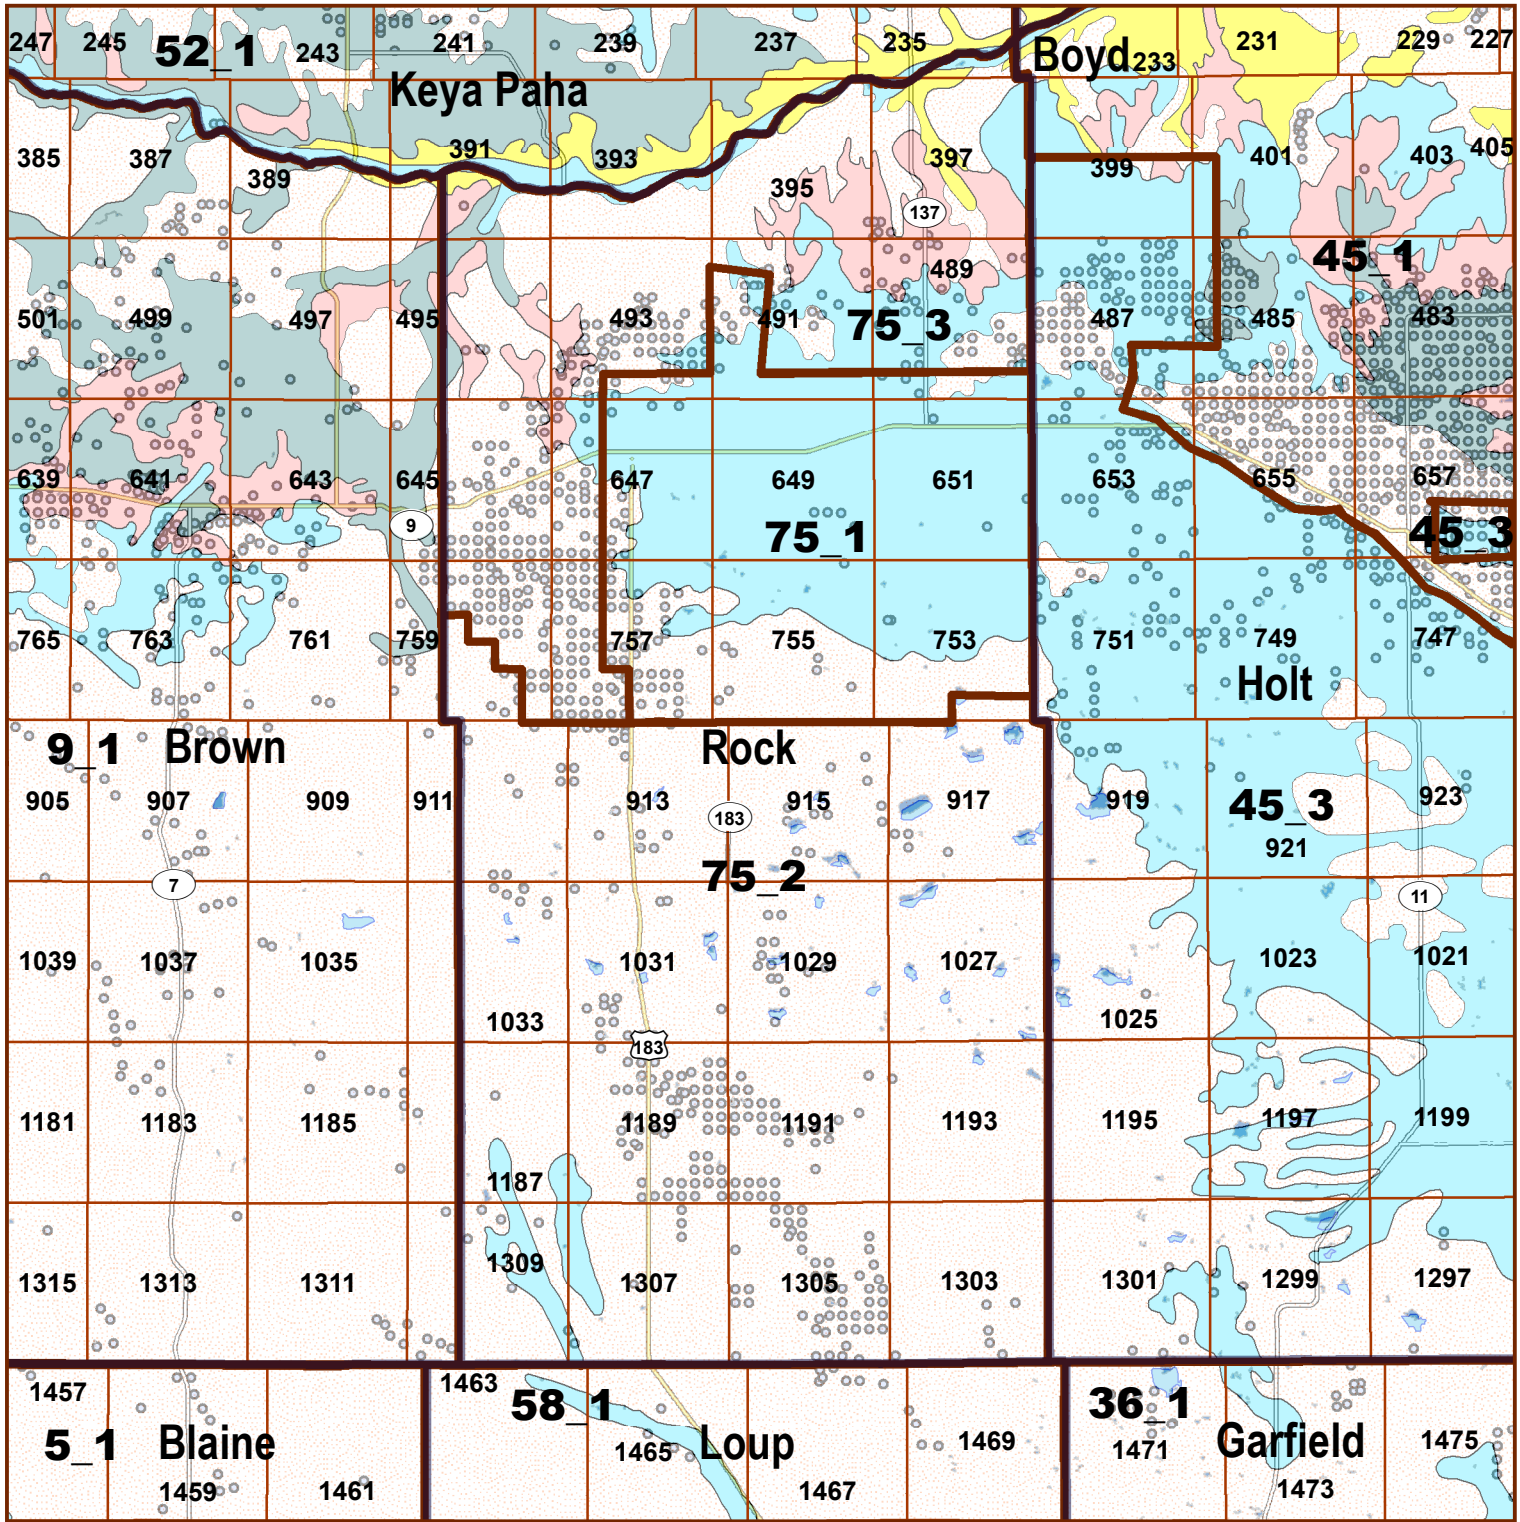 247 245 52_1 243 241 239 237 235 Boyd 233 231 229 227
Keya Paha
385 387 389 391 393 395 397 399 401 403 405
137
501 499 497 495 493 491 75_3 489 487 485 45_1 483
639 641 643 645 647 649 651 653 655 657
9 75_1 45_3
765 763 761 759 757 755 753 751 749 747
Holt
9_1 Brown Rock
905 907 909 911 913 915 917 919 45_3 923
183 921
7 75_2 11
1039 1037 1035 1033 1031 1029 1027 1025 1023 1021
183
1181 1183 1185 1187 1189 1191 1193 1195 1197 1199
1315 1313 1311 1309 1307 1305 1303 1301 1299 1297
1457 1463 58_1 36_1
5_1 Blaine 1465 Loup 1469 1471 Garfield 1475
1459 1461 1467 1473